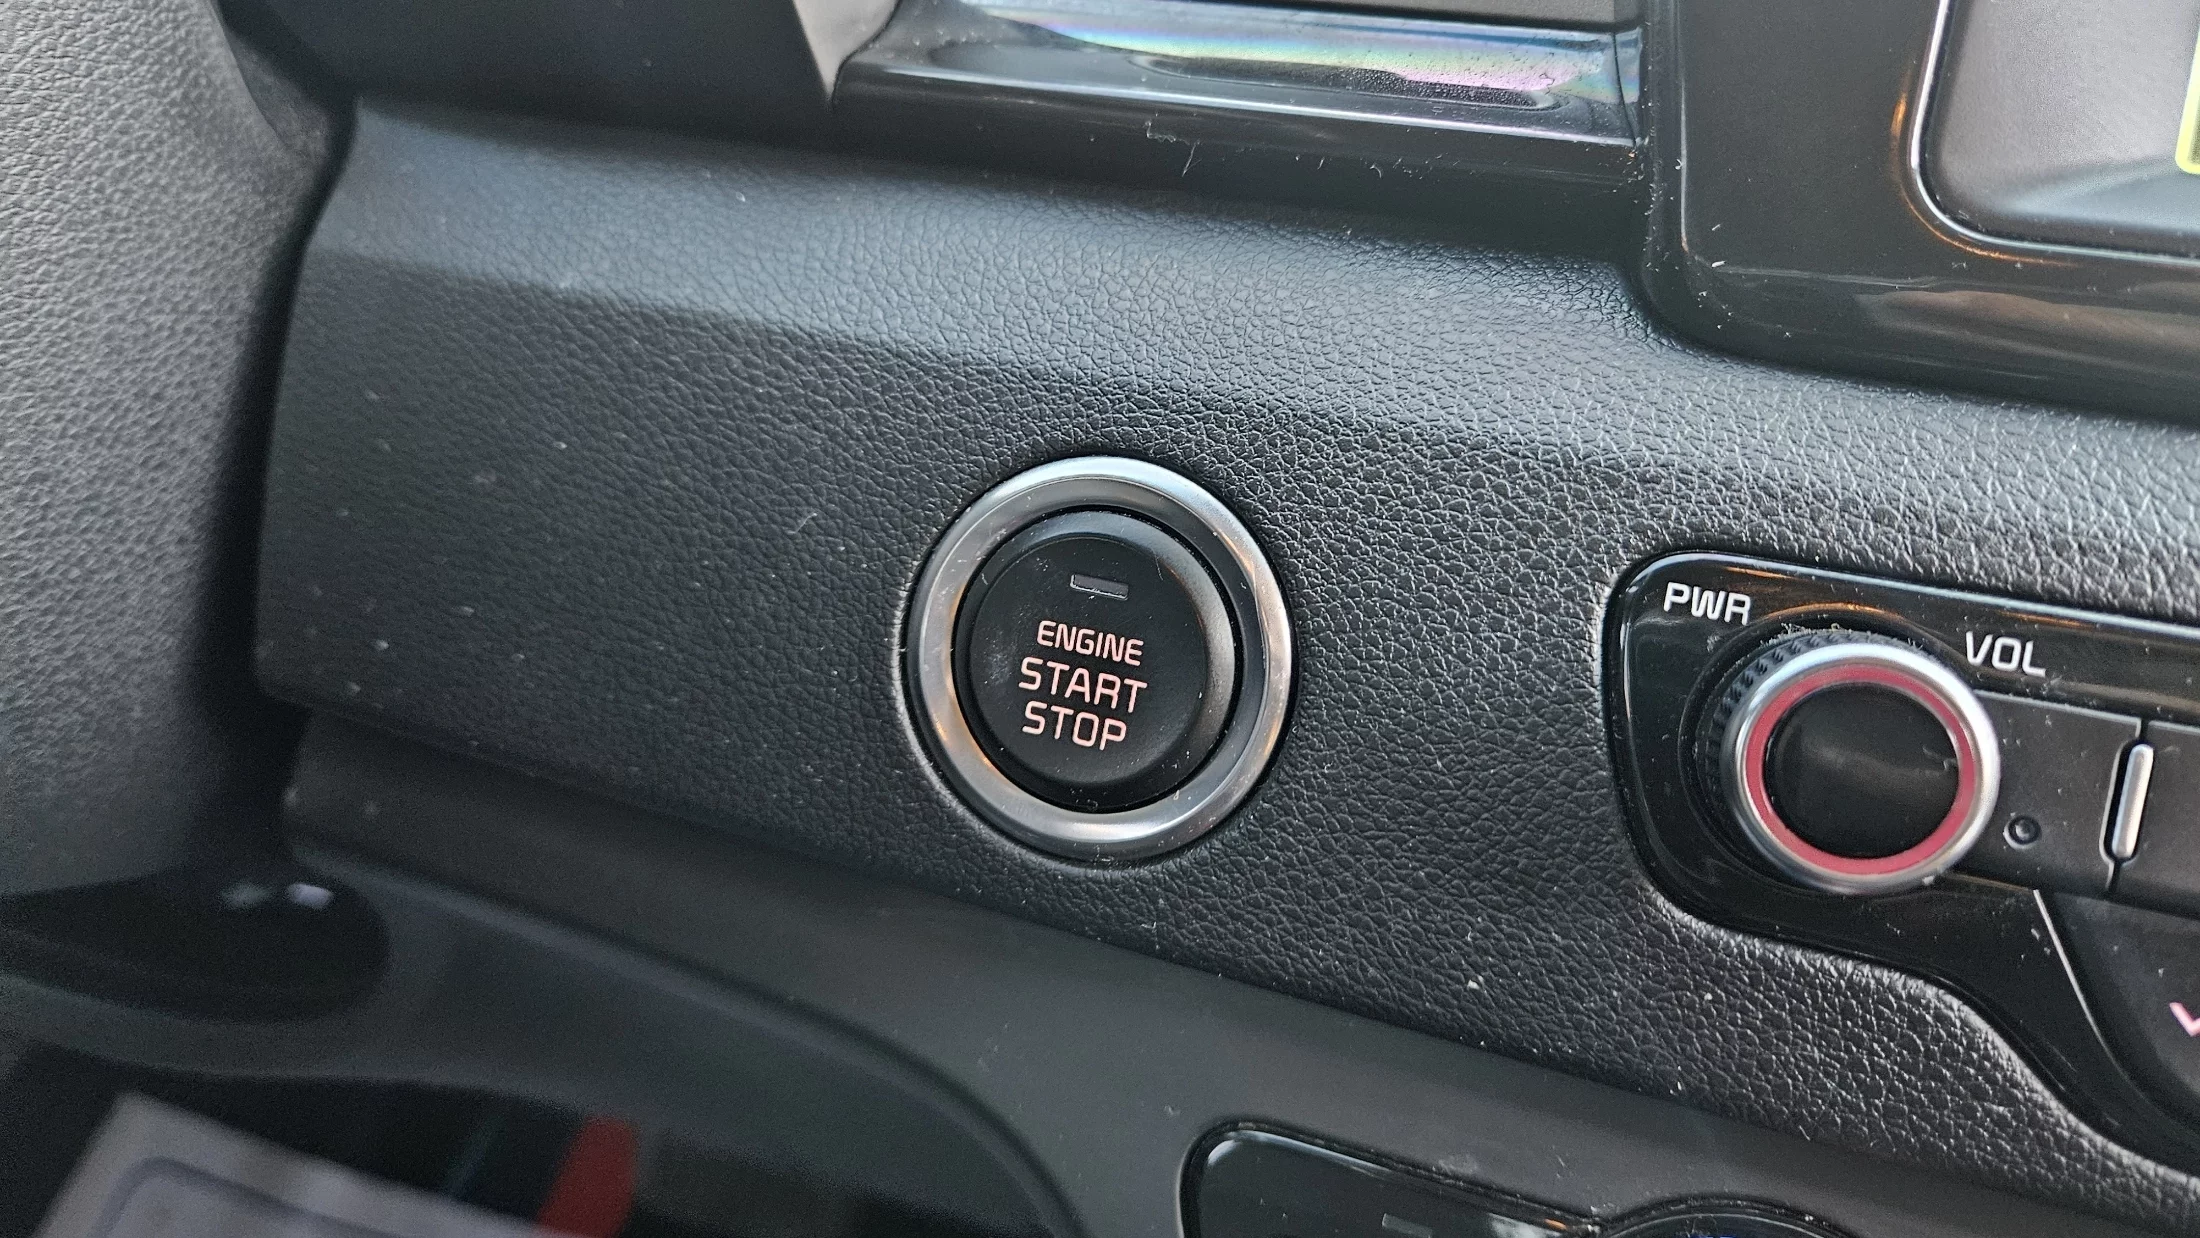 ENGINE
START
STOP
PWR
VOL